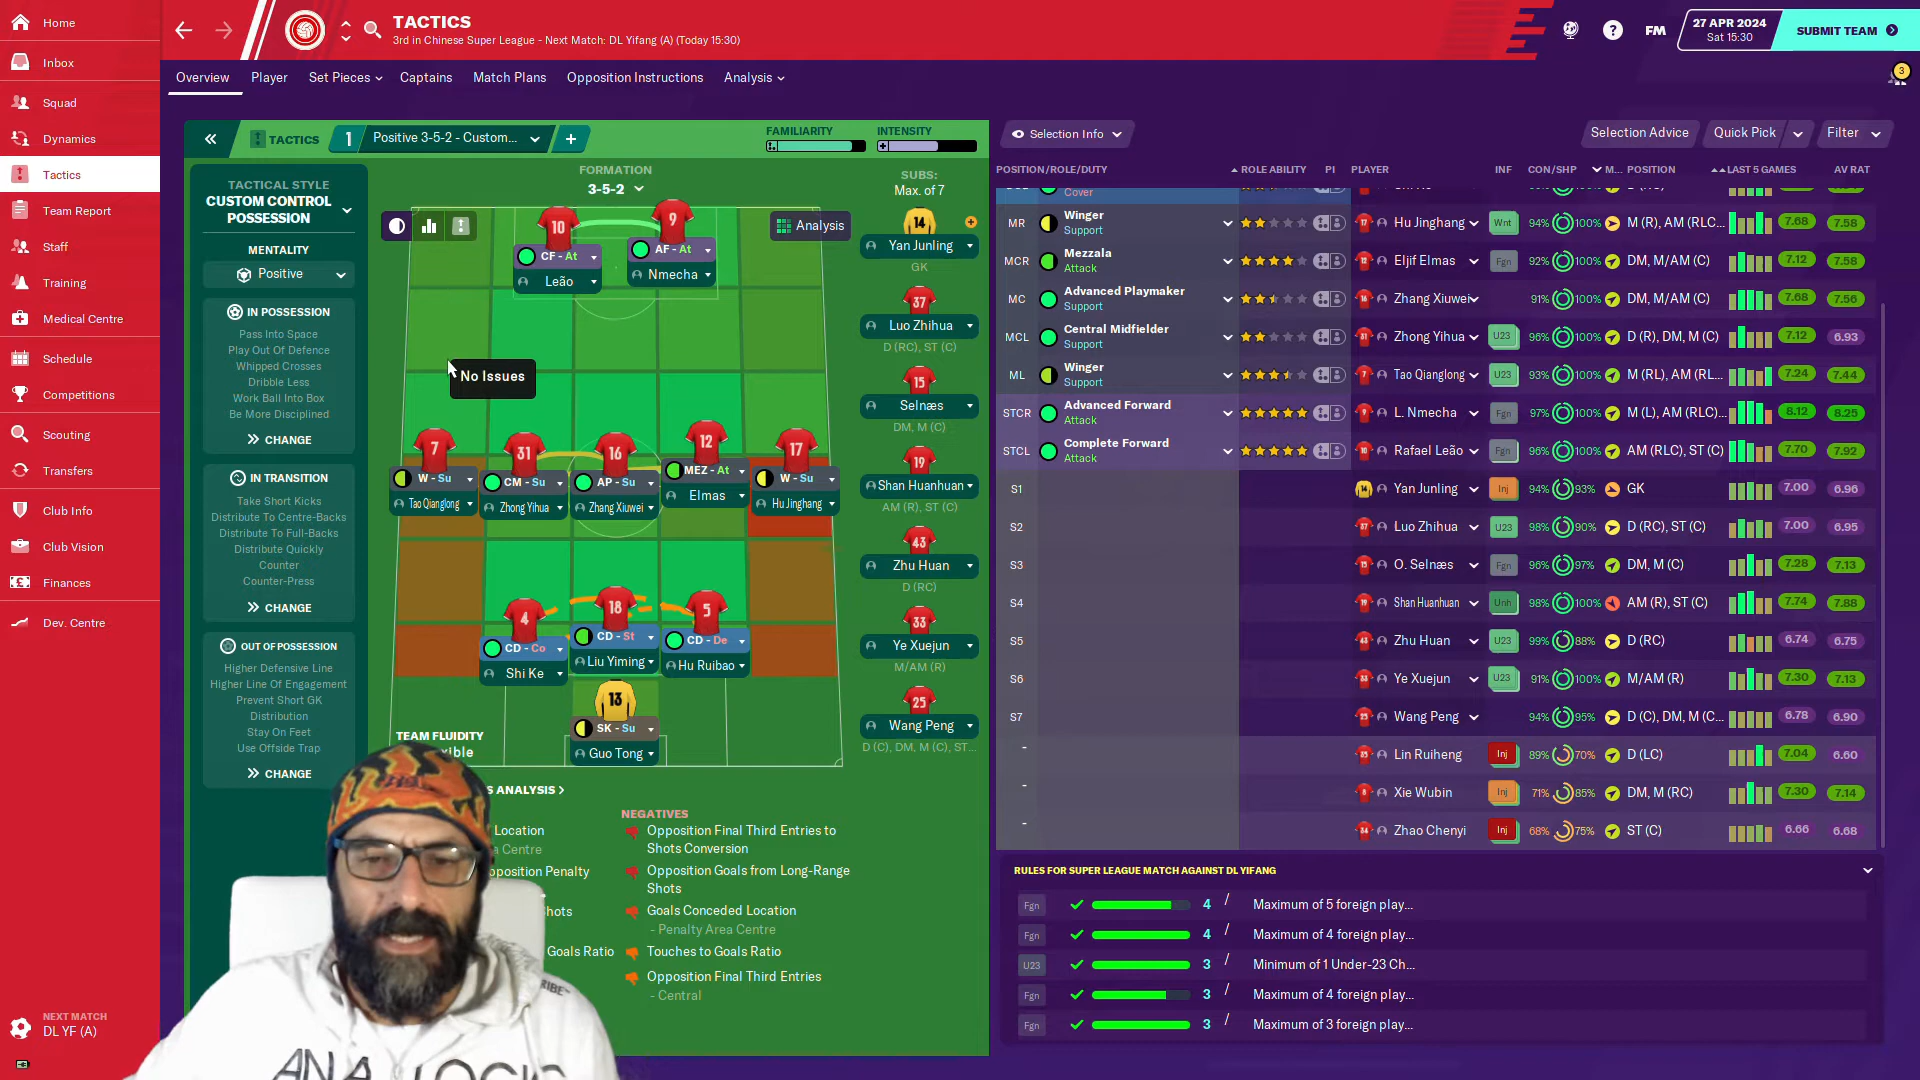 Home
Inbox
Squad
Dynamics
Tactics
Team Report
Staff
Training
Medical Centre
Schedule
Competitions
Scouting
Transfers
Club Info
Club Vision
Finances
Dev. Centre
NEXT MATCH
DL YF (A)
TACTICS
3rd in Chinese Super League - Next Match: DL Yifang (A) (Today 15:30)
FM
27 APR 2024
Sat 15:30
SUBMIT TEAM
3
Overview Player Set Pieces Captains Match Plans Opposition Instructions Analysis
TACTICS 1 Positive 3-5-2 - Custom...
FAMILIARITY
INTENSITY
TACTICAL STYLE
CUSTOM CONTROL
POSSESSION
MENTALITY
Positive
IN POSSESSION
Pass Into Space
Play Out Of Defence
Whipped Crosses
Dribble Less
Work Ball Into Box
Be More Disciplined
CHANGE
IN TRANSITION
Take Short Kicks
Distribute To Centre-Backs
Distribute To Full-Backs
Distribute Quickly
Counter
Counter-Press
CHANGE
OUT OF POSSESSION
Higher Defensive Line
Higher Line Of Engagement
Prevent Short GK
Distribution
Stay On Feet
Use Offside Trap
CHANGE
FORMATION
3-5-2
Analysis
10
CF - At
Leão
9
AF - At
Nmecha
No Issues
7
W - Su
Tao Qianglong
31
CM - Su
Zhong Yihua
16
AP - Su
Zhang Xiuwei
12
MEZ - At
Elmas
17
W - Su
Hu Jinghang
4
CD - Co
Shi Ke
18
CD - St
Liu Yiming
5
CD - De
Hu Ruibao
13
SK - Su
Guo Tong
TEAM FLUIDITY
SUBS:
Max. of 7
14
Yan Junling
GK
37
Luo Zhihua
D (RC), ST (C)
15
Selnæs
DM, M (C)
19
Shan Huanhuan
AM (R), ST (C)
43
Zhu Huan
D (RC)
33
Ye Xuejun
M/AM (R)
25
Wang Peng
D (C), DM, M (C), ST...
ANALYSIS
Location
Centre
Opposition Penalty
Goals Ratio
NEGATIVES
Opposition Final Third Entries to
Shots Conversion
Opposition Goals from Long-Range
Shots
Goals Conceded Location
- Penalty Area Centre
Touches to Goals Ratio
Opposition Final Third Entries
- Central
Selection Info
Selection Advice Quick Pick Filter
POSITION/ROLE/DUTY ROLE ABILITY PI PLAYER INF CON/SHP M... POSITION LAST 5 GAMES AV RAT
Cover
MR Winger Support Hu Jinghang Wnt 94% 100% M (R), AM (RLC... 7.68 7.58
MCR Mezzala Attack Eljif Elmas Fgn 92% 100% DM, M/AM (C) 7.12 7.58
MC Advanced Playmaker Support Zhang Xiuwei 91% 100% DM, M/AM (C) 7.68 7.56
MCL Central Midfielder Support Zhong Yihua U23 96% 100% D (R), DM, M (C) 7.12 6.93
ML Winger Support Tao Qianglong U23 93% 100% M (RL), AM (RL... 7.24 7.44
STCR Advanced Forward Attack L. Nmecha Fgn 97% 100% M (L), AM (RLC)... 8.12 8.25
STCL Complete Forward Attack Rafael Leão Fgn 96% 100% AM (RLC), ST (C) 7.70 7.92
S1 Yan Junling Inj 94% 93% GK 7.00 6.96
S2 Luo Zhihua U23 98% 90% D (RC), ST (C) 7.00 6.95
S3 O. Selnæs Fgn 96% 97% DM, M (C) 7.28 7.13
S4 Shan Huanhuan Unh 98% 100% AM (R), ST (C) 7.74 7.88
S5 Zhu Huan U23 99% 88% D (RC) 6.74 6.75
S6 Ye Xuejun U23 91% 100% M/AM (R) 7.30 7.13
S7 Wang Peng 94% 95% D (C), DM, M (C... 6.78 6.90
- Lin Ruiheng Inj 89% 70% D (LC) 7.04 6.60
- Xie Wubin Inj 71% 85% DM, M (RC) 7.30 7.14
- Zhao Chenyi Inj 68% 75% ST (C) 6.66 6.68
RULES FOR SUPER LEAGUE MATCH AGAINST DL YIFANG
Fgn 4 / Maximum of 5 foreign play...
Fgn 4 / Maximum of 4 foreign play...
U23 3 / Minimum of 1 Under-23 Ch...
Fgn 3 / Maximum of 4 foreign play...
Fgn 3 / Maximum of 3 foreign play...